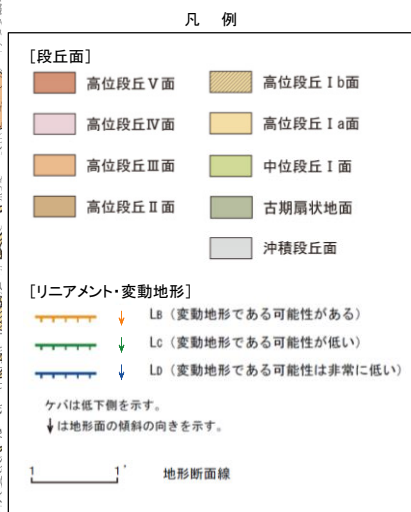 凡 例
[段丘面]
高位段丘Ⅴ面
高位段丘Ⅰb面
高位段丘Ⅳ面
高位段丘Ⅰa面
高位段丘Ⅲ面
中位段丘Ⅰ面
高位段丘Ⅱ面
古期扇状地面
沖積段丘面
[リニアメント・変動地形]
LB（変動地形である可能性がある）
LC（変動地形である可能性が低い）
LD（変動地形である可能性は非常に低い）
ケバは低下側を示す。
↓は地形面の傾斜の向きを示す。
1 1' 地形断面線